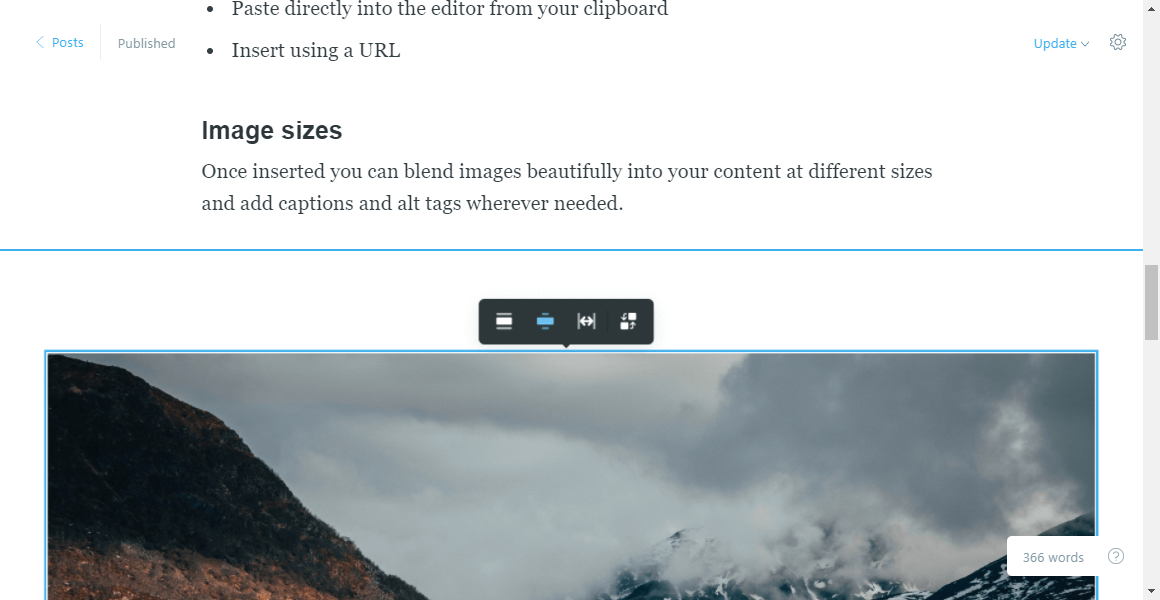 Paste directly into the editor from your clipboard
Posts
Published
Insert using a URL
Update
Image sizes
Once inserted you can blend images beautifully into your content at different sizes
and add captions and alt tags wherever needed.
366 words
?